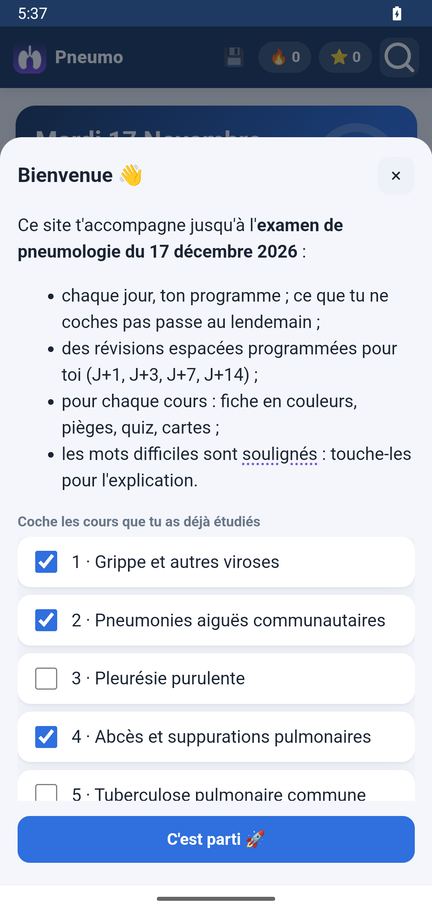 5:37
Pneumo
🔥 0
⭐ 0
Mardi 17 Novembre
Bienvenue 👋
×
Ce site t'accompagne jusqu'à l'examen de
pneumologie du 17 décembre 2026 :
• chaque jour, ton programme ; ce que tu ne
coches pas passe au lendemain ;
• des révisions espacées programmées pour
toi (J+1, J+3, J+7, J+14) ;
• pour chaque cours : fiche en couleurs,
pièges, quiz, cartes ;
• les mots difficiles sont soulignés : touche-les
pour l'explication.
Coche les cours que tu as déjà étudiés
1 · Grippe et autres viroses
2 · Pneumonies aiguës communautaires
3 · Pleurésie purulente
4 · Abcès et suppurations pulmonaires
5 · Tuberculose pulmonaire commune
C'est parti 🚀